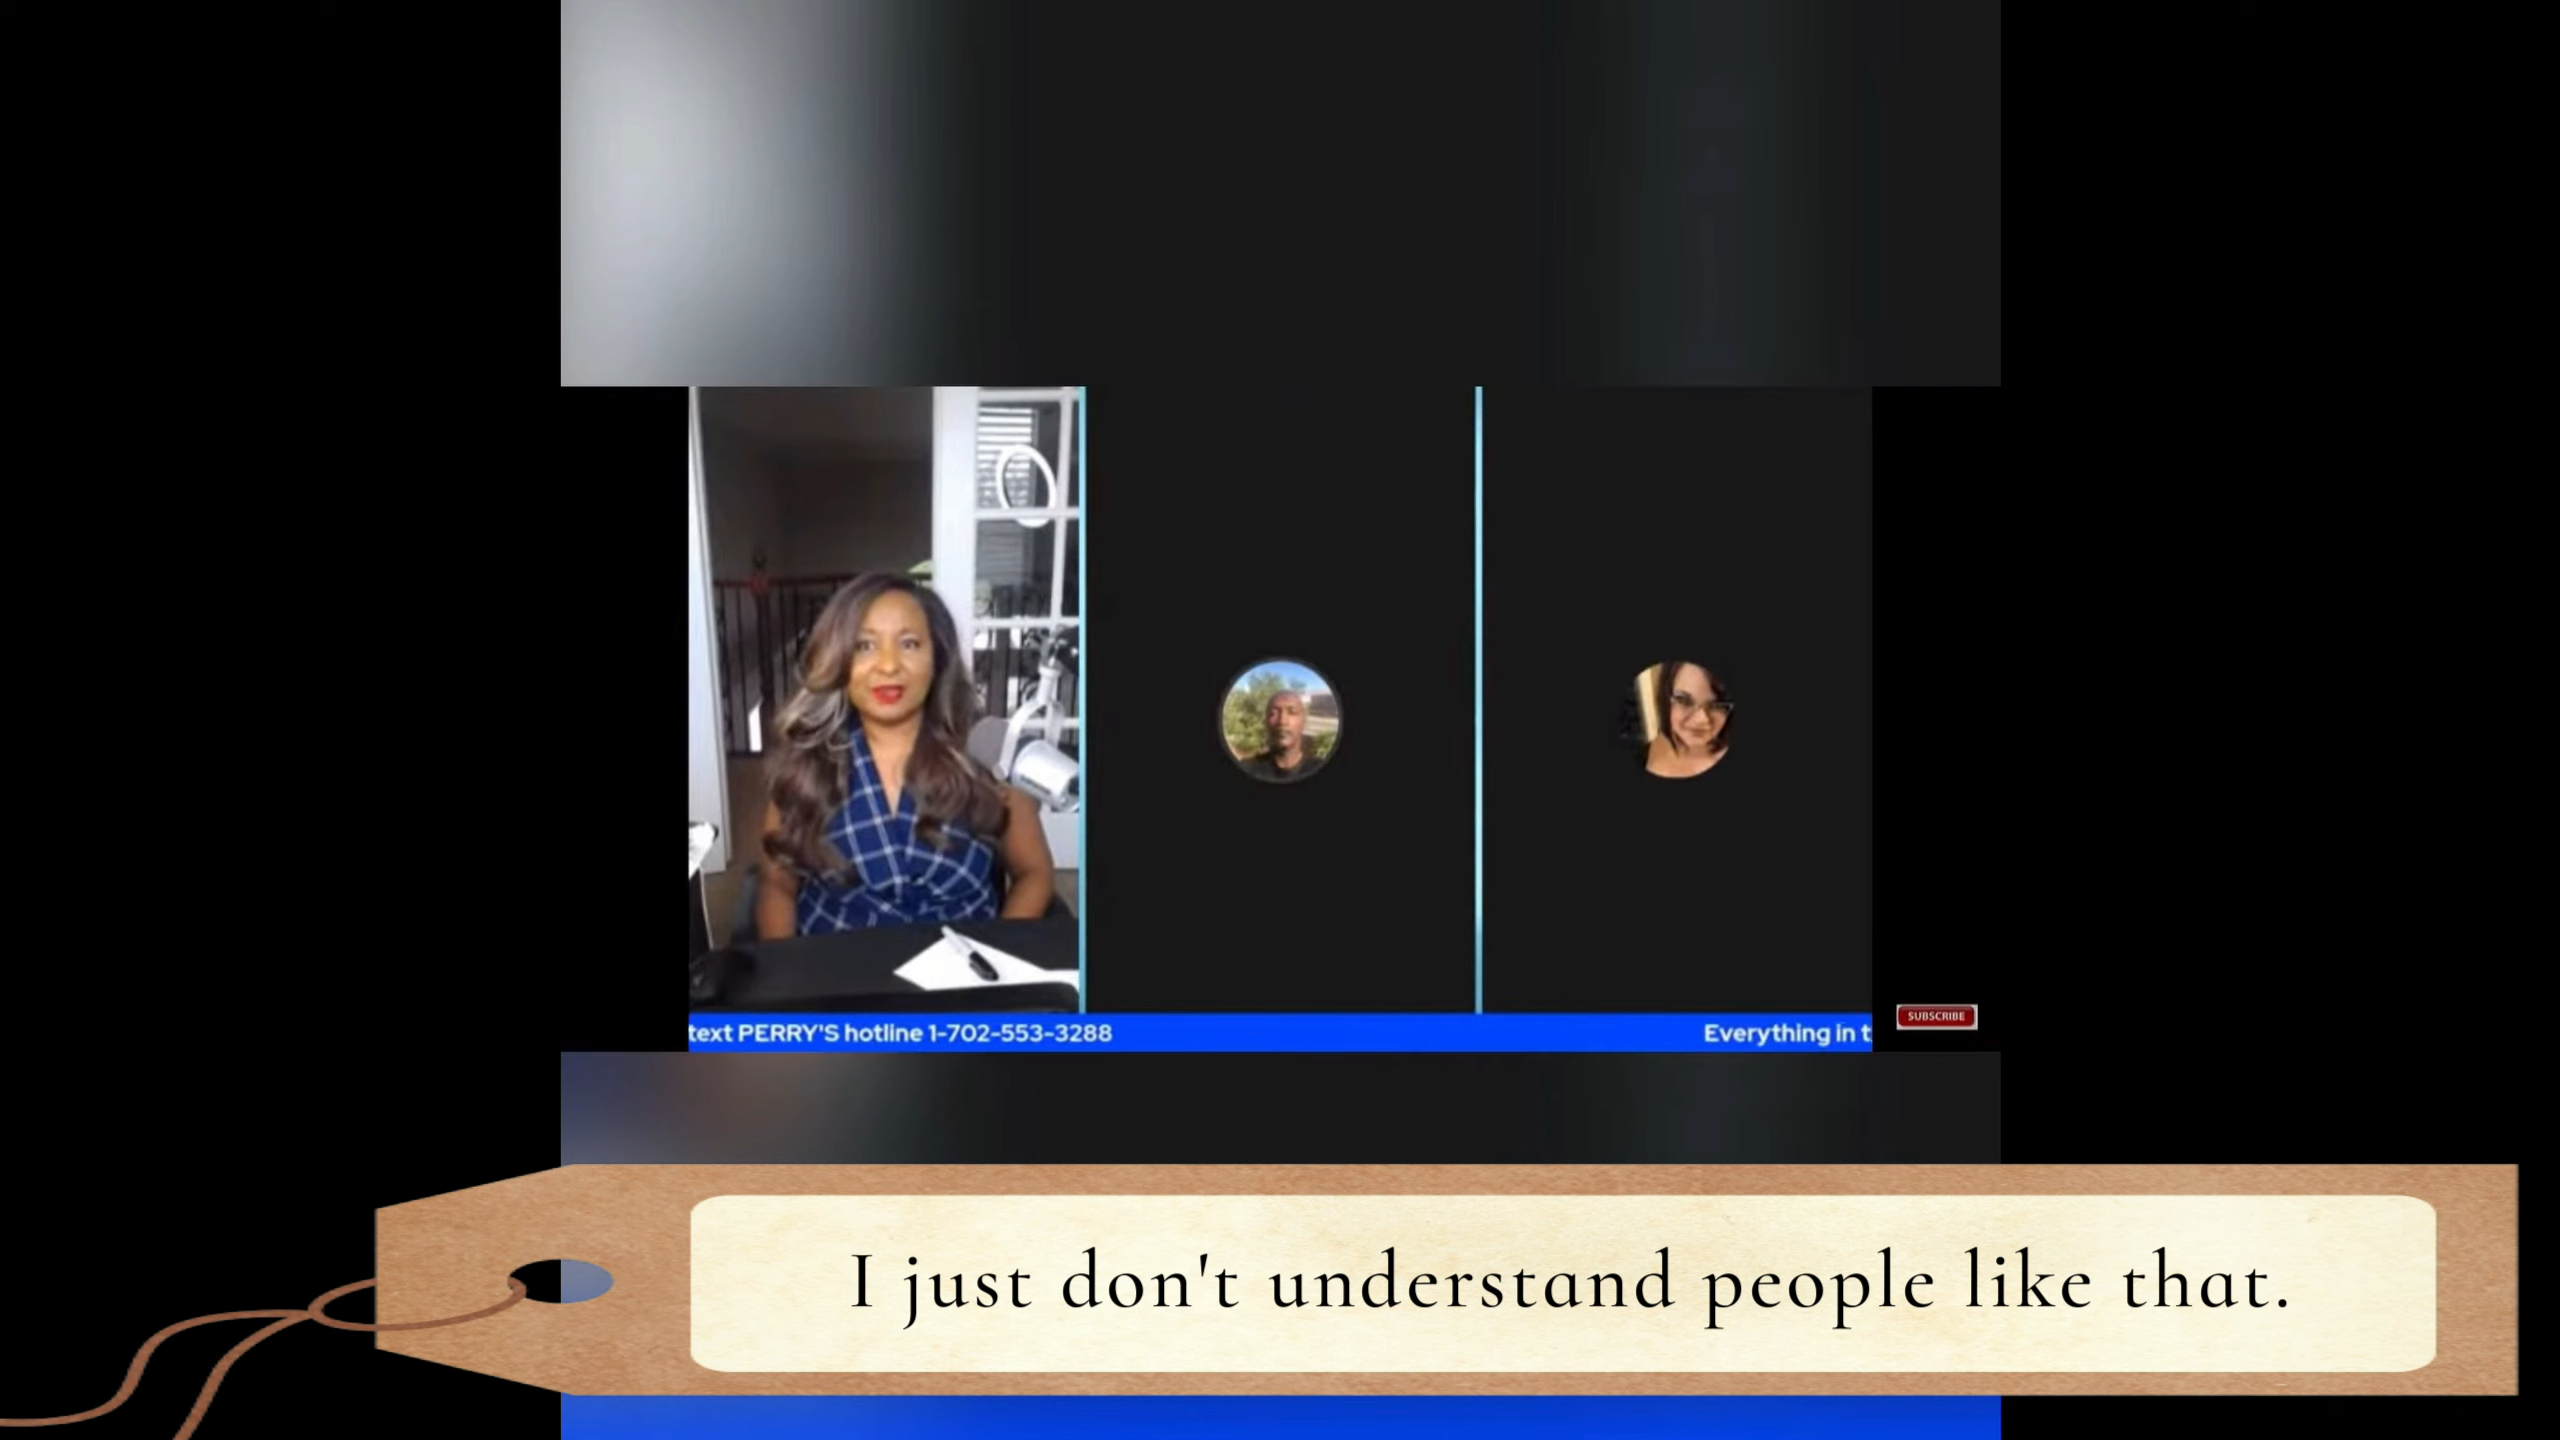 text PERRY'S hotline 1-702-553-3288
Everything in t
SUBSCRIBE
I just don't understand people like that.